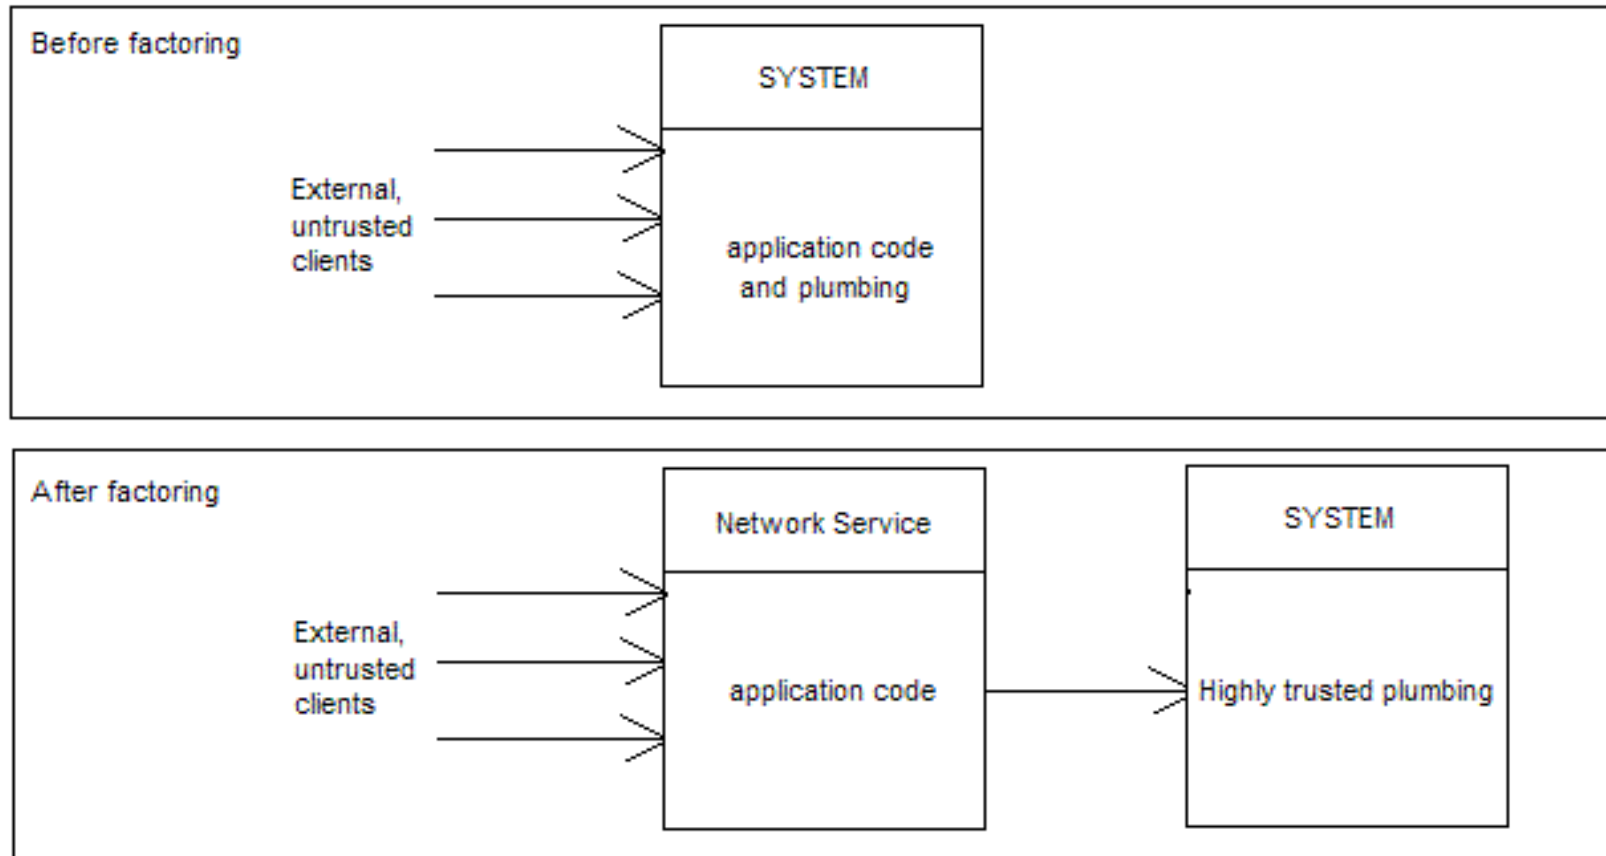 Before factoring
SYSTEM
External,
untrusted
clients
application code
and plumbing
After factoring
Network Service
SYSTEM
External,
untrusted
clients
application code
Highly trusted plumbing